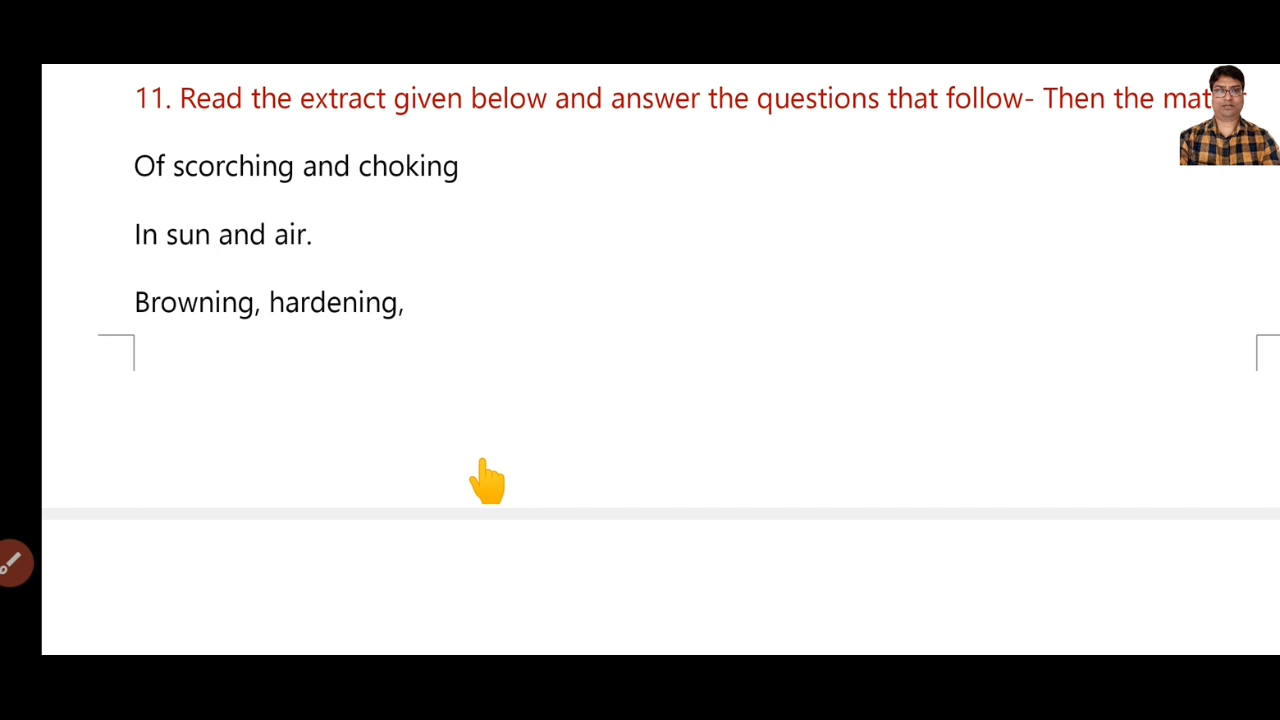 11. Read the extract given below and answer the questions that follow- Then the
Of scorching and choking
In sun and air.
Browning, hardening,